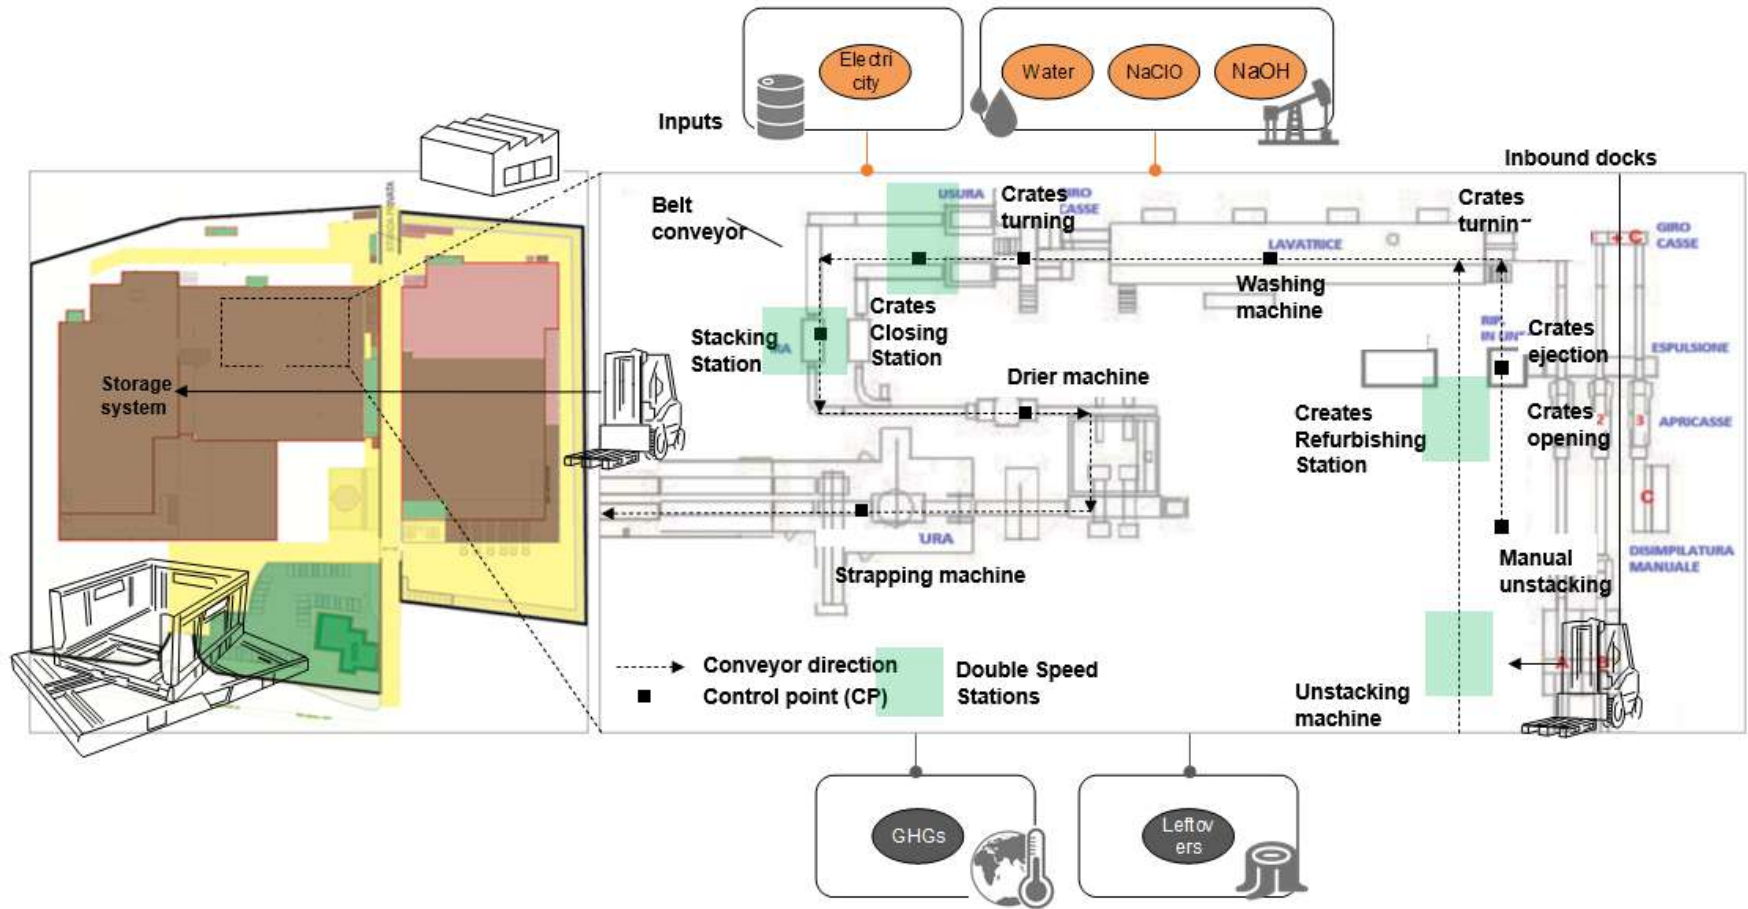 Electri
city
Water
NaClO
NaOH
Inputs
Inbound docks
Belt
conveyor
USURA
Crates
turning
GIRO
CASSE
Crates
turning
GIRO
CASSE
C
LAVATRICE
Washing
machine
Stacking
Station
Crates
Closing
Station
Crates
ejection
ESPULSIONE
Storage
system
Drier machine
Creates
Refurbishing
Station
Crates
opening
2
3
APRICASSE
C
URA
Strapping machine
Manual
unstacking
DISIMPILATURA
MANUALE
Conveyor direction
Control point (CP)
Double Speed
Stations
Unstacking
machine
A
B
GHGs
Leftov
ers